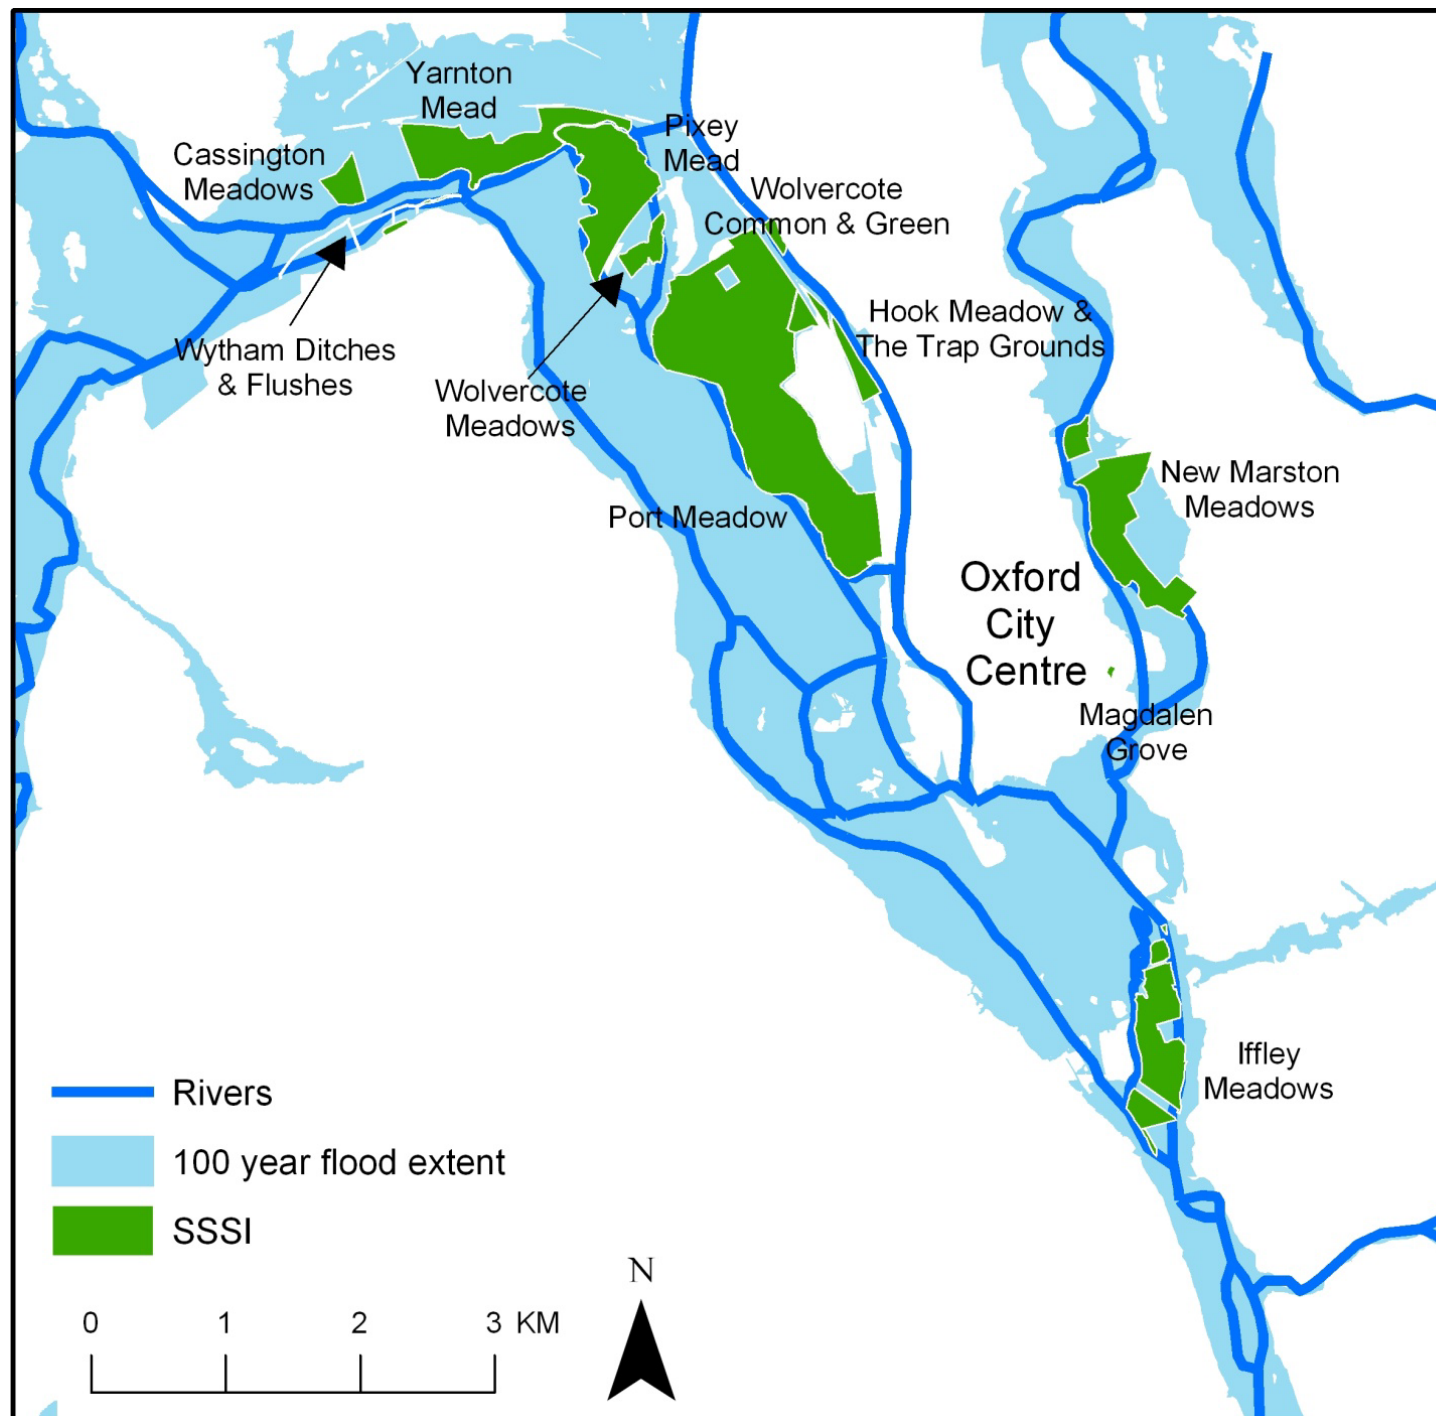 Yarnton
Mead
Pixey
Mead
Cassington
Meadows
Wolvercote
Common & Green
Hook Meadow &
The Trap Grounds
Wytham Ditches
& Flushes
Wolvercote
Meadows
New Marston
Meadows
Port Meadow
Oxford
City
Centre
Magdalen
Grove
Iffley
Meadows
Rivers
100 year flood extent
SSSI
N
0 1 2 3 KM